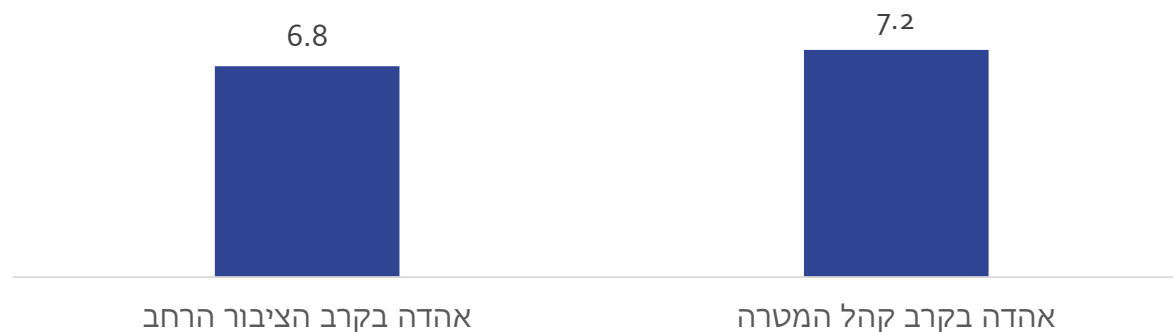 6.8
7.2
אהדה בקרב הציבור הרחב
אהדה בקרב קהל המטרה